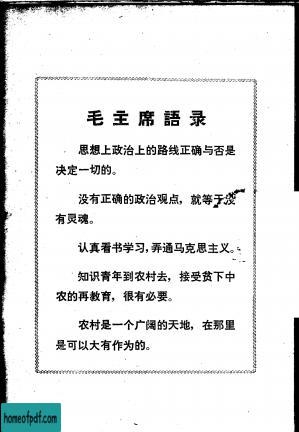 毛主席語录
思想上政治上的路线正确与否是
决定一切的。
没有正确的政治观点，就等于没
有灵魂。
认真看书学习，弄通马克思主义。
知识青年到农村去，接受贫下中
农的再教育，很有必要。
农村是一个广阔的天地，在那里
是可以大有作为的。
homeofpdf.com